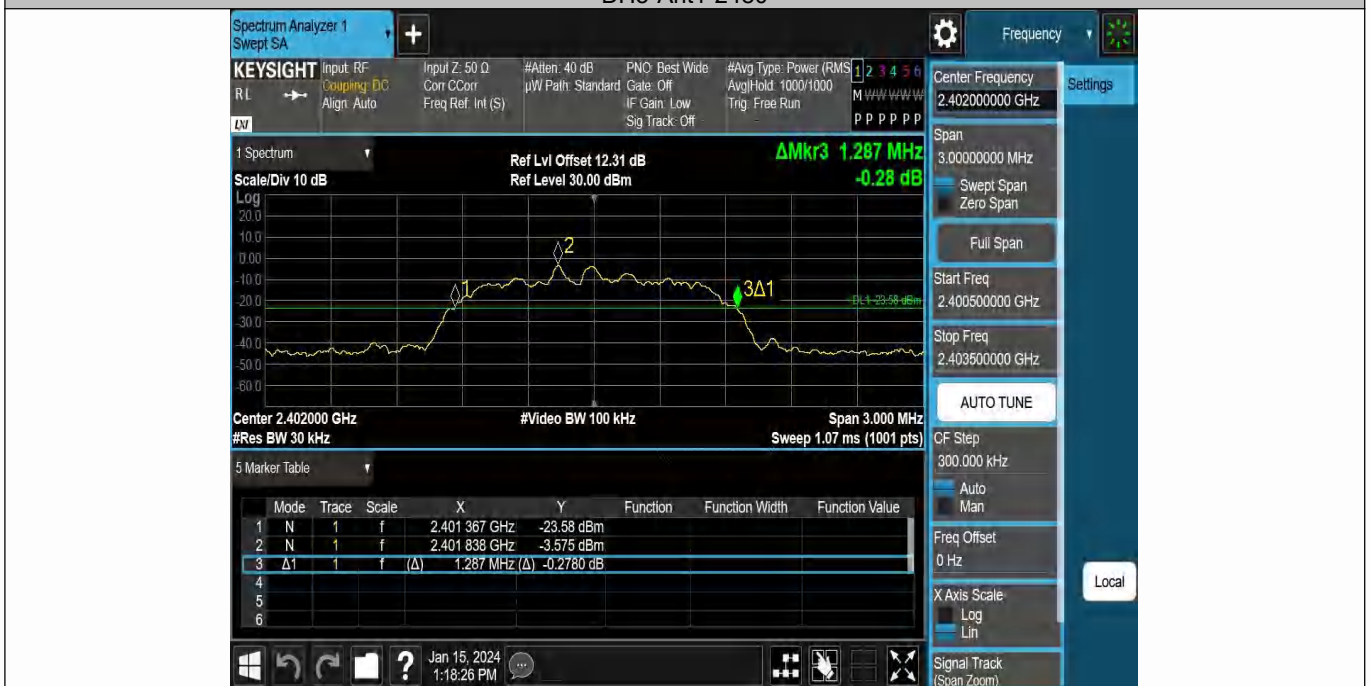 Spectrum Analyzer 1
Swept SA
+
Frequency
KEYSIGHT
RL
LXI
Input: RF
Coupling: DC
Align: Auto
Input Z: 50 Ω
Corr CCorr
Freq Ref: Int (S)
#Atten: 40 dB
µW Path: Standard
PNO: Best Wide
Gate: Off
IF Gain: Low
Sig Track: Off
#Avg Type: Power (RMS
Avg|Hold: 1000/1000
Trig: Free Run
1 2 3 4 5 6
M W W W W W
P P P P P P
1 Spectrum
Scale/Div 10 dB
Ref Lvl Offset 12.31 dB
Ref Level 30.00 dBm
ΔMkr3 1.287 MHz
-0.28 dB
Log
20.0
10.0
0.00
-10.0
-20.0
-30.0
-40.0
-50.0
-60.0
1
2
3Δ1
DL1 -23.58 dBm
Center 2.402000 GHz
#Video BW 100 kHz
Span 3.000 MHz
#Res BW 30 kHz
Sweep 1.07 ms (1001 pts)
5 Marker Table
Mode Trace Scale X Y Function Function Width Function Value
1 N 1 f 2.401 367 GHz -23.58 dBm
2 N 1 f 2.401 838 GHz -3.575 dBm
3 Δ1 1 f (Δ) 1.287 MHz (Δ) -0.2780 dB
4
5
6
?
Jan 15, 2024
1:18:26 PM
Center Frequency
2.402000000 GHz
Settings
Span
3.00000000 MHz
Swept Span
Zero Span
Full Span
Start Freq
2.400500000 GHz
Stop Freq
2.403500000 GHz
AUTO TUNE
CF Step
300.000 kHz
Auto
Man
Freq Offset
0 Hz
Local
X Axis Scale
Log
Lin
Signal Track
(Span Zoom)